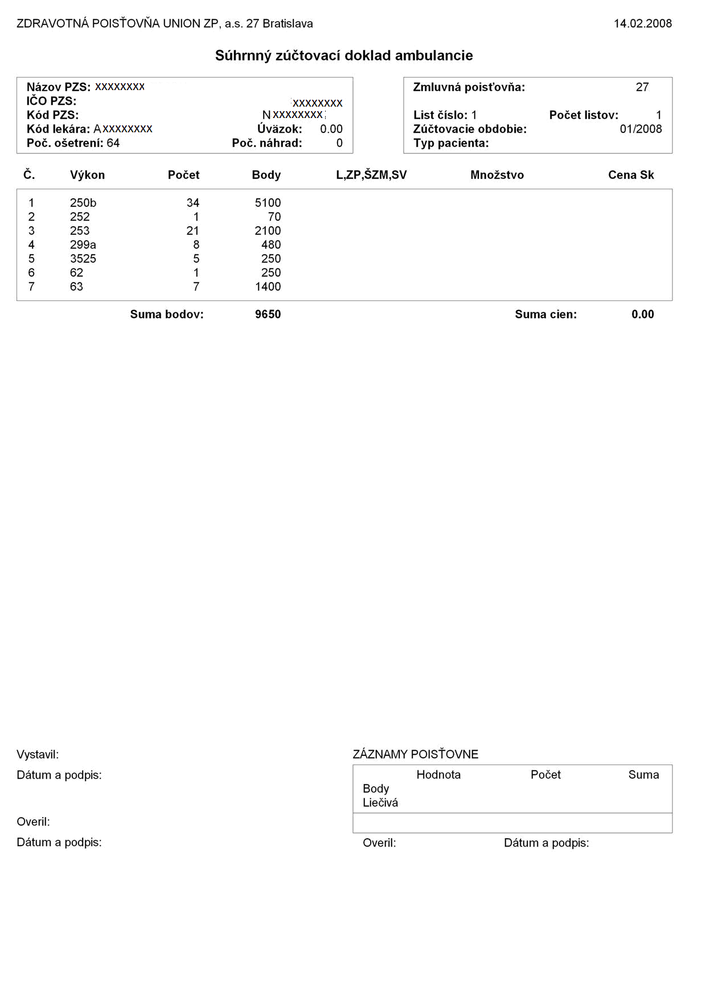 ZDRAVOTNÁ POISŤOVŇA UNION ZP, a.s. 27 Bratislava 14.02.2008
Súhrnný zúčtovací doklad ambulancie
Názov PZS: XXXXXXXX
IČO PZS: XXXXXXXX
Kód PZS: NXXXXXXXX
Kód lekára: AXXXXXXXX Úväzok: 0.00
Poč. ošetrení: 64 Poč. náhrad: 0
Zmluvná poisťovňa: 27
List číslo: 1 Počet listov: 1
Zúčtovacie obdobie: 01/2008
Typ pacienta:
Č. Výkon Počet Body L,ZP,ŠZM,SV Množstvo Cena Sk
1 250b 34 5100
2 252 1 70
3 253 21 2100
4 299a 8 480
5 3525 5 250
6 62 1 250
7 63 7 1400
Suma bodov: 9650 Suma cien: 0.00
Vystavil:
Dátum a podpis:
Overil:
Dátum a podpis:
ZÁZNAMY POISŤOVNE
Hodnota Počet Suma
Body
Liečivá
Overil: Dátum a podpis: